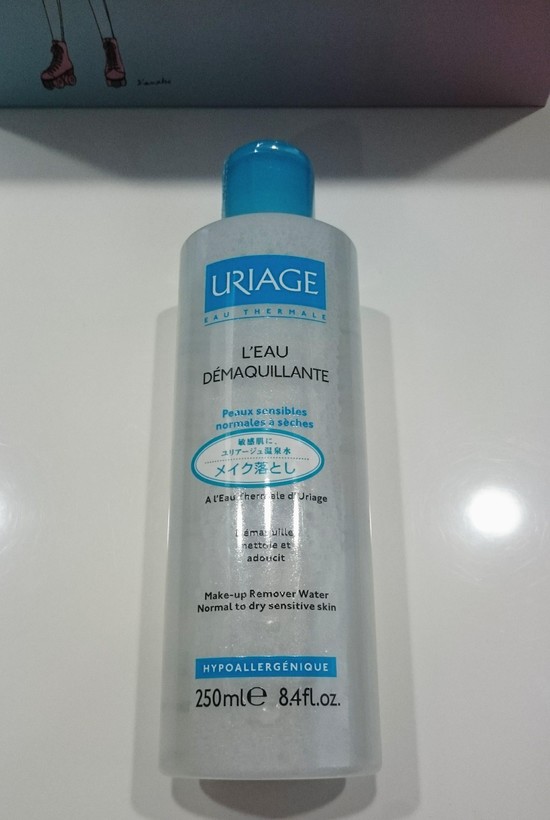 URIAGE
EAU THERMALE
L'EAU
DÉMAQUILLANTE
Peaux sensibles
normales à sèches
敏感肌に、
ユリアージュ温泉水
メイク落とし
A l'Eau Thermale d'Uriage
Démaquille,
nettoie et
adoucit
Make-up Remover Water
Normal to dry sensitive skin
HYPOALLERGÉNIQUE
250ml℮ 8.4fl.oz.